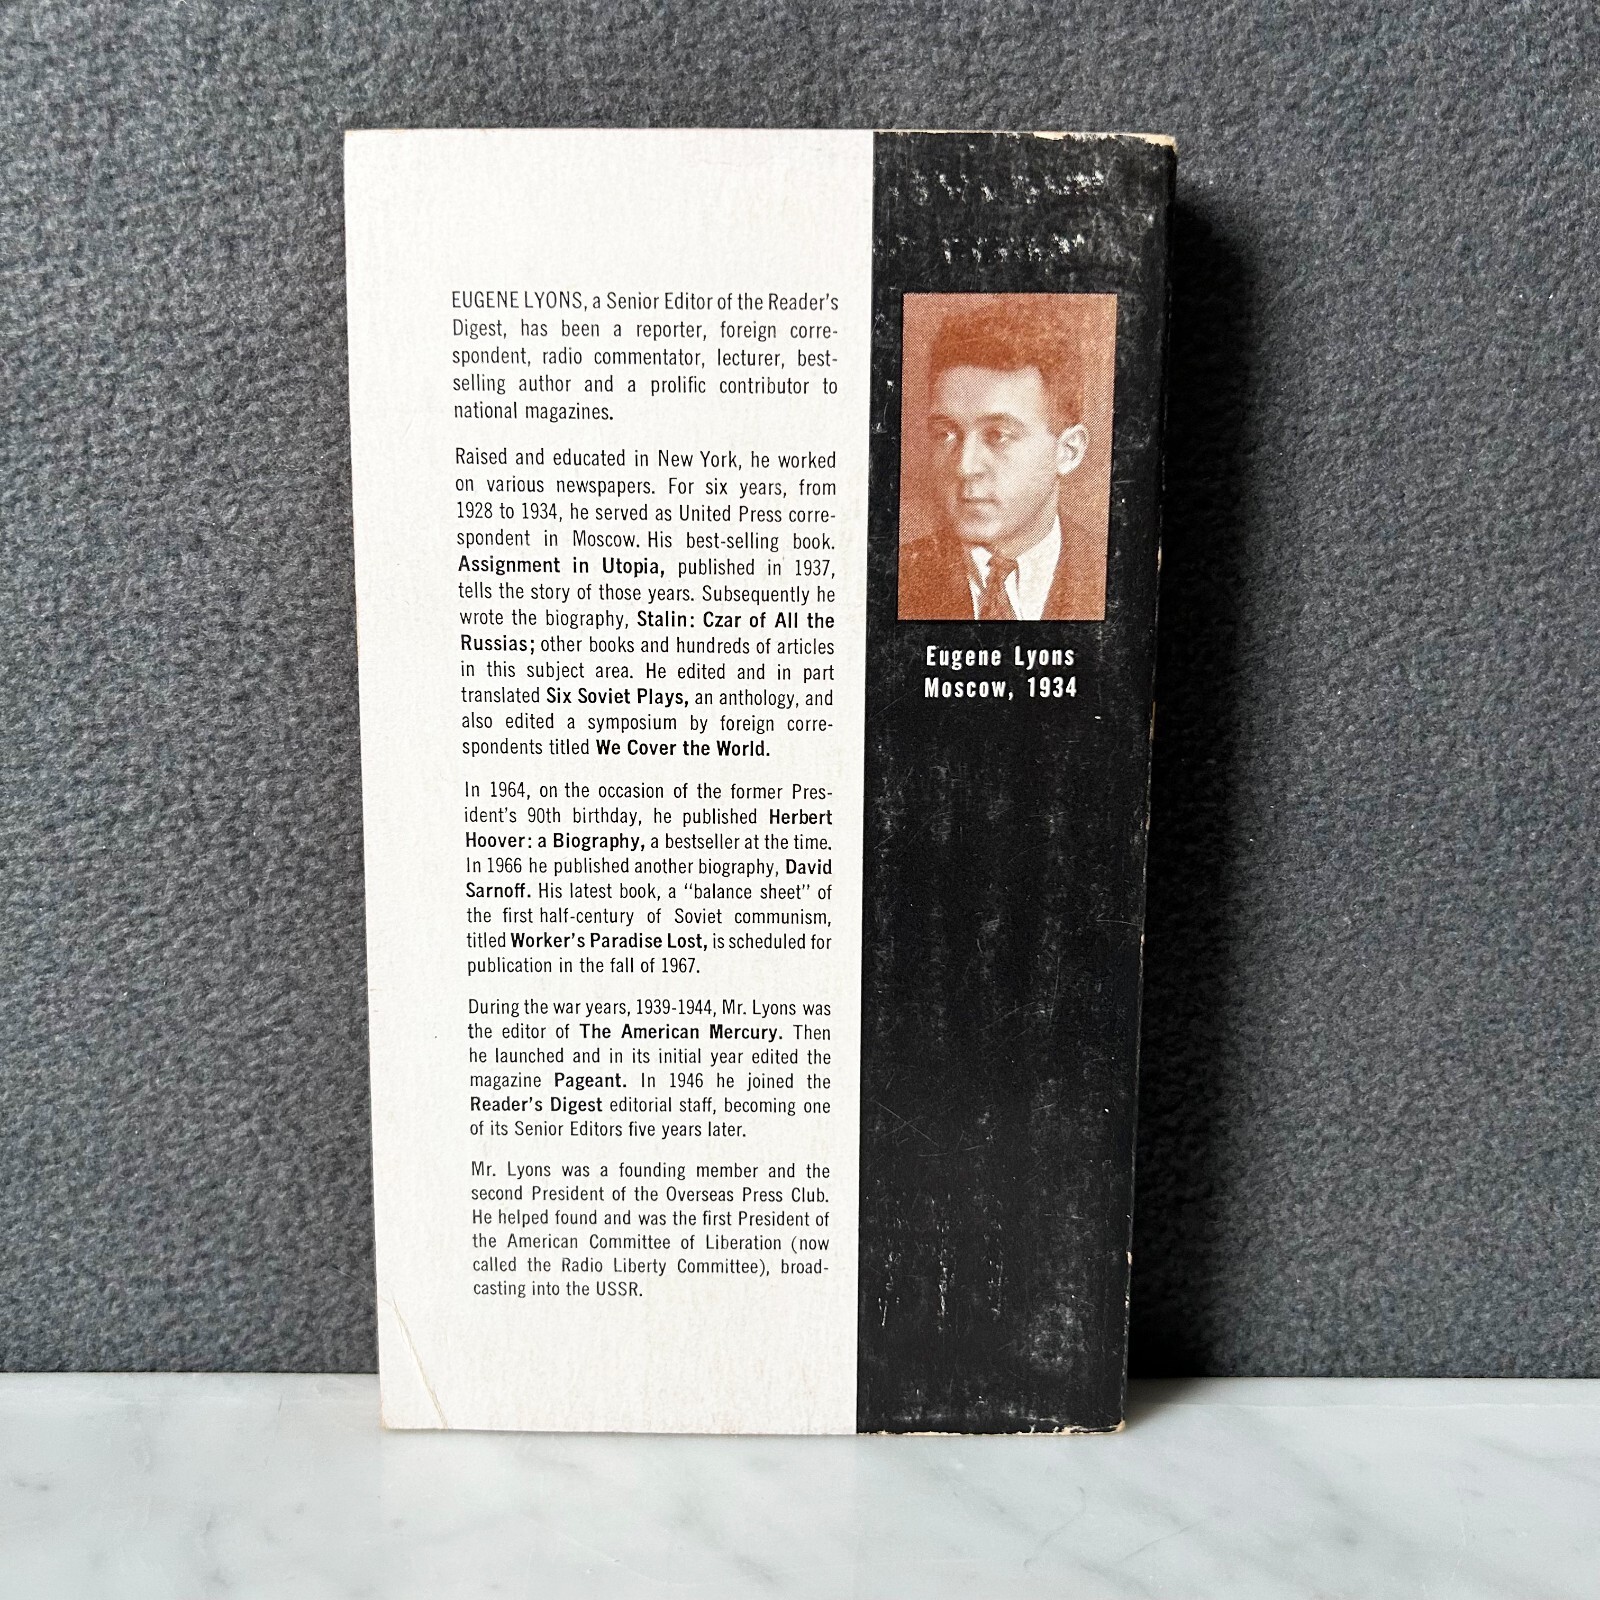 EUGENE LYONS, a Senior Editor of the Reader's
Digest, has been a reporter, foreign corre-
spondent, radio commentator, lecturer, best-
selling author and a prolific contributor to
national magazines.
Raised and educated in New York, he worked
on various newspapers. For six years, from
1928 to 1934, he served as United Press corre-
spondent in Moscow. His best-selling book.
Assignment in Utopia, published in 1937,
tells the story of those years. Subsequently he
wrote the biography, Stalin: Czar of All the
Russias; other books and hundreds of articles
in this subject area. He edited and in part
translated Six Soviet Plays, an anthology, and
also edited a symposium by foreign corre-
spondents titled We Cover the World.
In 1964, on the occasion of the former Pres-
ident's 90th birthday, he published Herbert
Hoover: a Biography, a bestseller at the time.
In 1966 he published another biography, David
Sarnoff. His latest book, a “balance sheet” of
the first half-century of Soviet communism,
titled Worker's Paradise Lost, is scheduled for
publication in the fall of 1967.
During the war years, 1939-1944, Mr. Lyons was
the editor of The American Mercury. Then
he launched and in its initial year edited the
magazine Pageant. In 1946 he joined the
Reader's Digest editorial staff, becoming one
of its Senior Editors five years later.
Mr. Lyons was a founding member and the
second President of the Overseas Press Club.
He helped found and was the first President of
the American Committee of Liberation (now
called the Radio Liberty Committee), broad-
casting into the USSR.
Eugene Lyons
Moscow, 1934